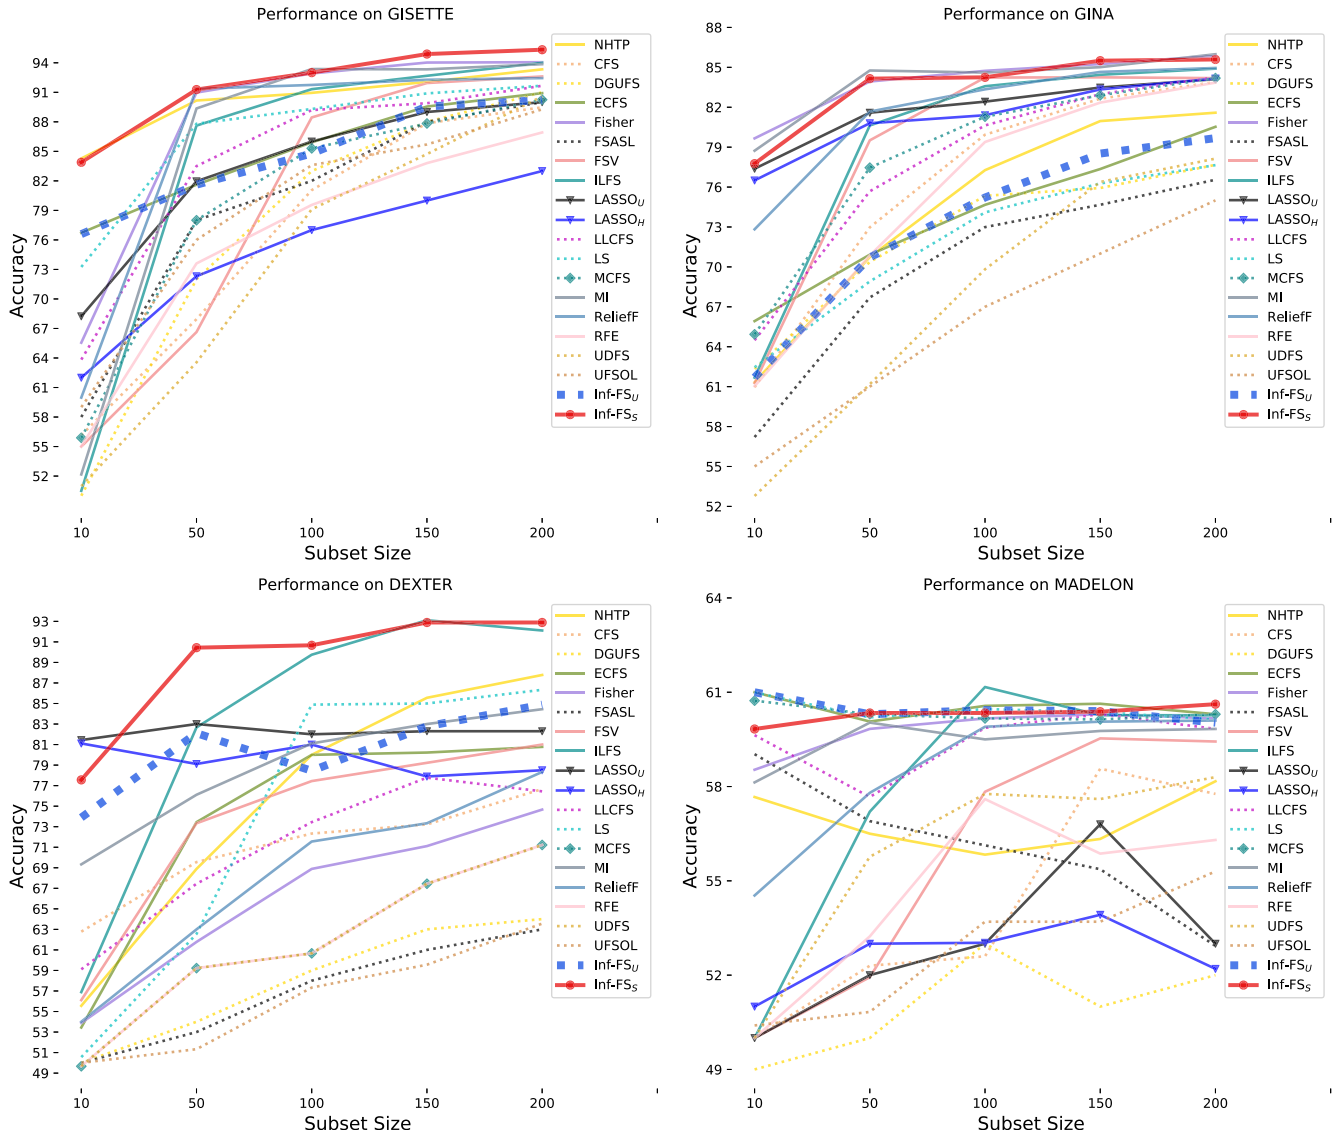 Performance on GISETTE
Accuracy
94
91
88
85
82
79
76
73
70
67
64
61
58
55
52
10 50 100 150 200
Subset Size
NHTP
CFS
DGUFS
ECFS
Fisher
FSASL
FSV
ILFS
LASSO_U
LASSO_H
LLCFS
LS
MCFS
MI
ReliefF
RFE
UDFS
UFSOL
Inf-FS_U
Inf-FS_S
Performance on GINA
Accuracy
88
85
82
79
76
73
70
67
64
61
58
55
52
10 50 100 150 200
Subset Size
NHTP
CFS
DGUFS
ECFS
Fisher
FSASL
FSV
ILFS
LASSO_U
LASSO_H
LLCFS
LS
MCFS
MI
ReliefF
RFE
UDFS
UFSOL
Inf-FS_U
Inf-FS_S
Performance on DEXTER
Accuracy
93
91
89
87
85
83
81
79
77
75
73
71
69
67
65
63
61
59
57
55
53
51
49
10 50 100 150 200
Subset Size
NHTP
CFS
DGUFS
ECFS
Fisher
FSASL
FSV
ILFS
LASSO_U
LASSO_H
LLCFS
LS
MCFS
MI
ReliefF
RFE
UDFS
UFSOL
Inf-FS_U
Inf-FS_S
Performance on MADELON
Accuracy
64
61
58
55
52
49
10 50 100 150 200
Subset Size
NHTP
CFS
DGUFS
ECFS
Fisher
FSASL
FSV
ILFS
LASSO_U
LASSO_H
LLCFS
LS
MCFS
MI
ReliefF
RFE
UDFS
UFSOL
Inf-FS_U
Inf-FS_S